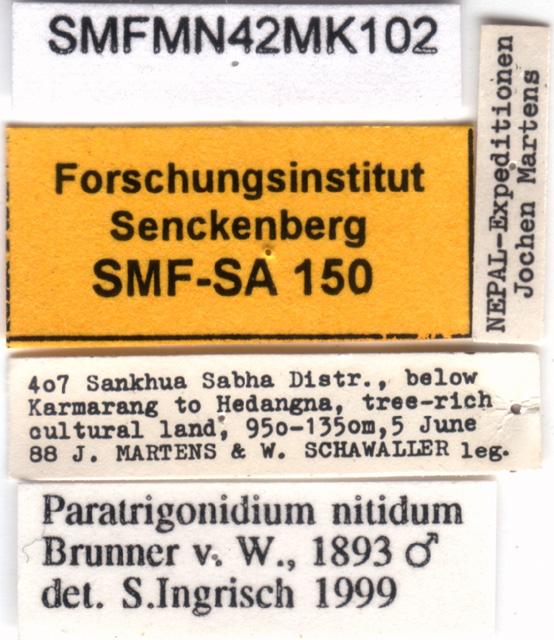 SMFMN42MK102
Forschungsinstitut
Senckenberg
SMF-SA 150
NEPAL-Expeditionen
Jochen Martens
4o7 Sankhua Sabha Distr., below
Karmarang to Hedangna, tree-rich
cultural land, 95o-135om,5 June
88 J. MARTENS & W. SCHAWALLER leg.
Paratrigonidium nitidum
Brunner v. W., 1893 ♂
det. S.Ingrisch 1999